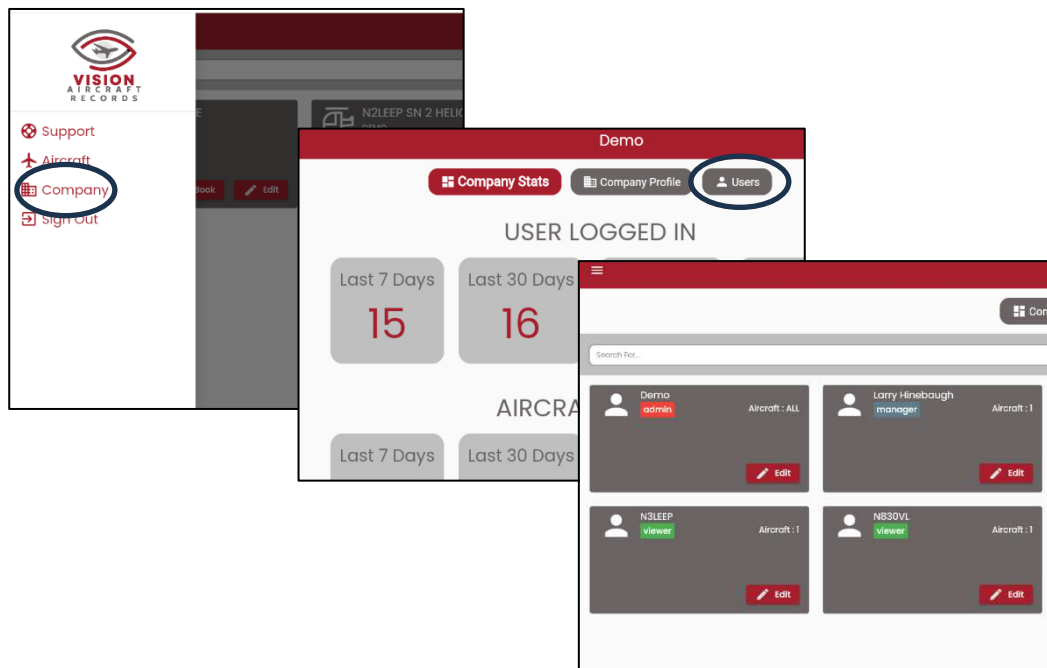 VISION
AIRCRAFT
RECORDS
Support
Aircraft
Company
Sign Out
N2LEEP SN 2
Book
Edit
Demo
Company Stats
Company Profile
Users
USER LOGGED IN
Last 7 Days
Last 30 Days
15
16
Last 7 Days
Last 30 Days
Search For...
Demo
admin
Aircraft : ALL
Edit
Larry Hinebaugh
manager
Aircraft : 1
Edit
N3LEEP
viewer
Aircraft : 1
Edit
N830VL
viewer
Aircraft : 1
Edit